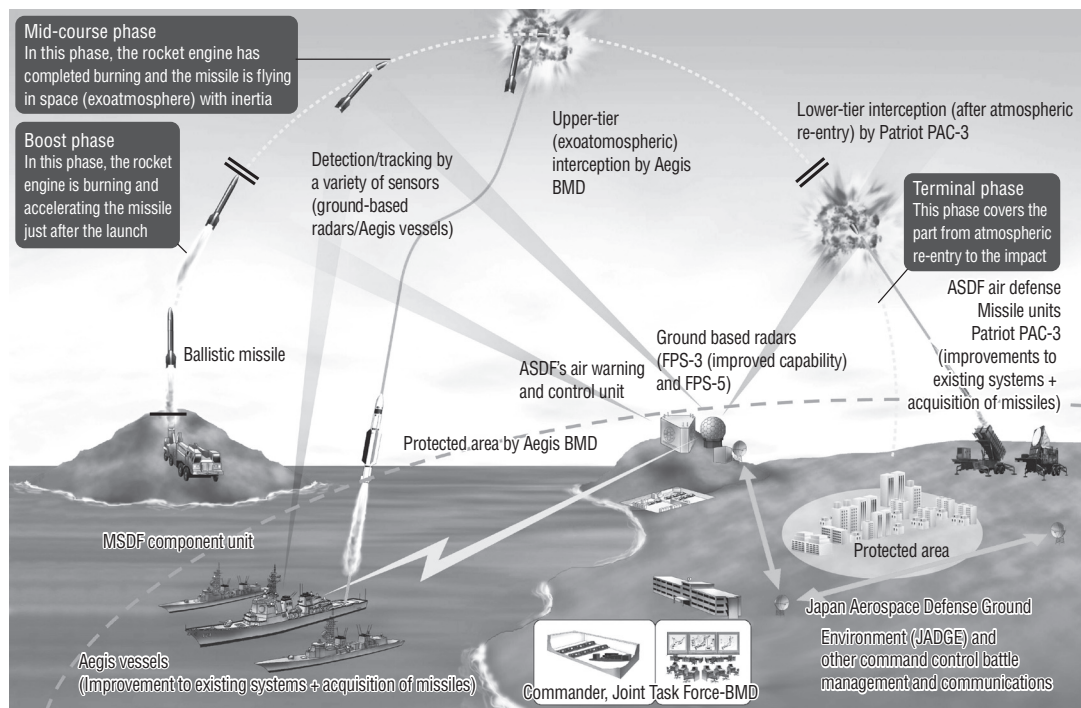 Mid-course phase
In this phase, the rocket engine has
completed burning and the missile is flying
in space (exoatmosphere) with inertia
Boost phase
In this phase, the rocket
engine is burning and
accelerating the missile
just after the launch
Detection/tracking by
a variety of sensors
(ground-based
radars/Aegis vessels)
Upper-tier
(exoatomospheric)
interception by Aegis
BMD
Lower-tier interception (after atmospheric
re-entry) by Patriot PAC-3
Terminal phase
This phase covers the
part from atmospheric
re-entry to the impact
ASDF air defense
Missile units
Patriot PAC-3
(improvements to
existing systems +
acquisition of missiles)
Ballistic missile
ASDF's air warning
and control unit
Ground based radars
(FPS-3 (improved capability)
and FPS-5)
Protected area by Aegis BMD
MSDF component unit
Protected area
Aegis vessels
(Improvement to existing systems + acquisition of missiles)
Commander, Joint Task Force-BMD
Japan Aerospace Defense Ground
Environment (JADGE) and
other command control battle
management and communications